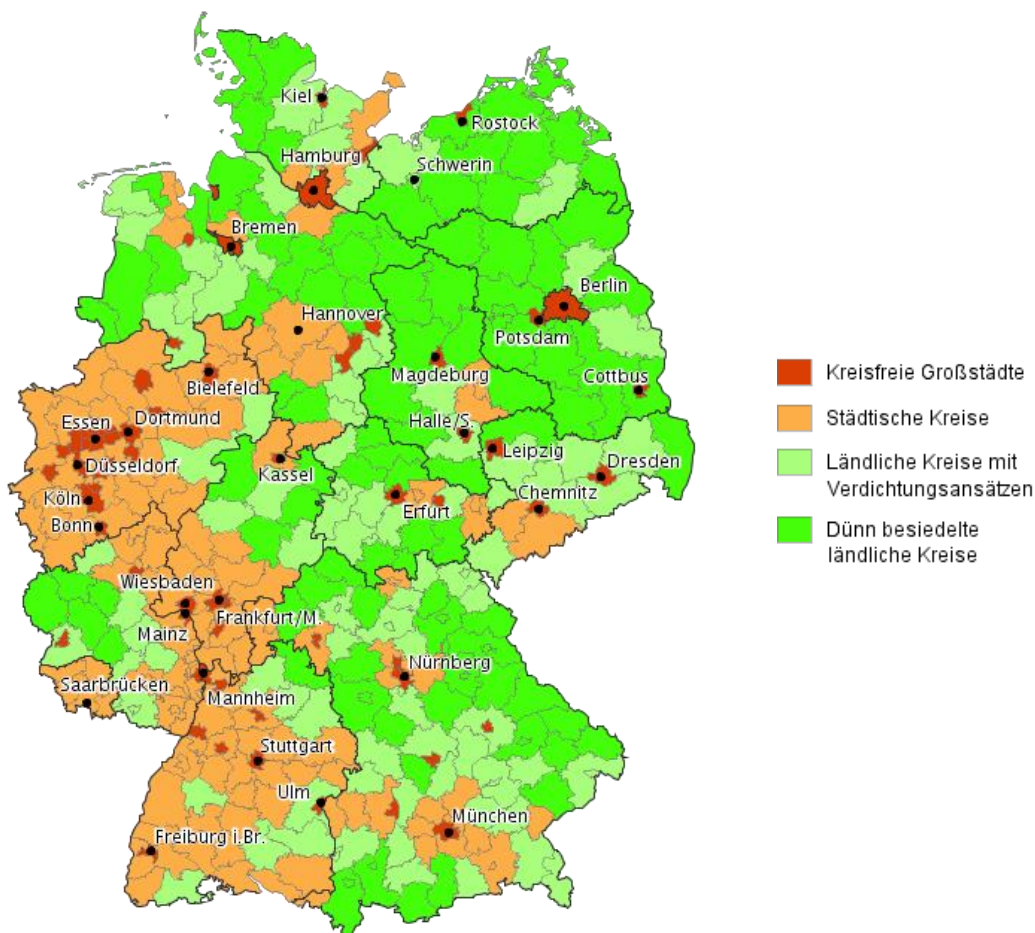 Kiel
Rostock
Hamburg
Schwerin
Bremen
Berlin
Hannover
Potsdam
Bielefeld
Magdeburg
Cottbus
Essen
Dortmund
Halle/S.
Leipzig
Düsseldorf
Kassel
Dresden
Köln
Chemnitz
Erfurt
Bonn
Wiesbaden
Frankfurt/M.
Mainz
Nürnberg
Saarbrücken
Mannheim
Stuttgart
Ulm
München
Freiburg i.Br.
Kreisfreie Großstädte
Städtische Kreise
Ländliche Kreise mit
Verdichtungsansätzen
Dünn besiedelte
ländliche Kreise